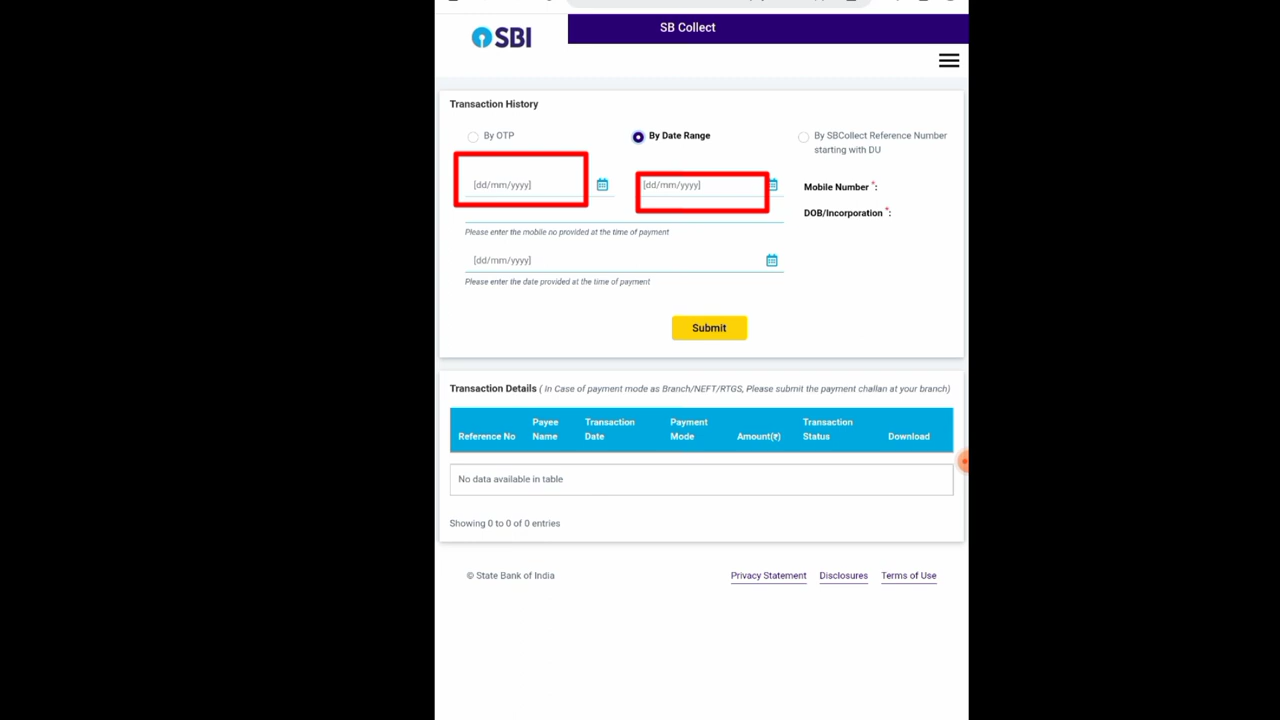 SBI
SB Collect
Transaction History
By OTP
By Date Range
By SBCollect Reference Number
starting with DU
[dd/mm/yyyy]
[dd/mm/yyyy]
Mobile Number *:
DOB/Incorporation *:
Please enter the mobile no provided at the time of payment
[dd/mm/yyyy]
Please enter the date provided at the time of payment
Submit
Transaction Details ( In Case of payment mode as Branch/NEFT/RTGS, Please submit the payment challan at your branch)
Reference No
Payee
Name
Transaction
Date
Payment
Mode
Amount(₹)
Transaction
Status
Download
No data available in table
Showing 0 to 0 of 0 entries
© State Bank of India
Privacy Statement
Disclosures
Terms of Use